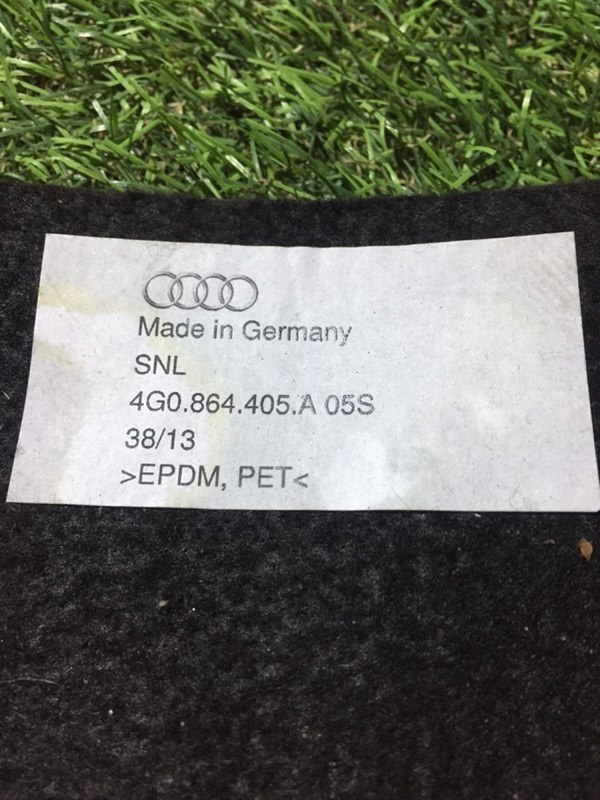 Made in Germany
SNL
4G0.864.405.A 05S
38/13
>EPDM, PET<